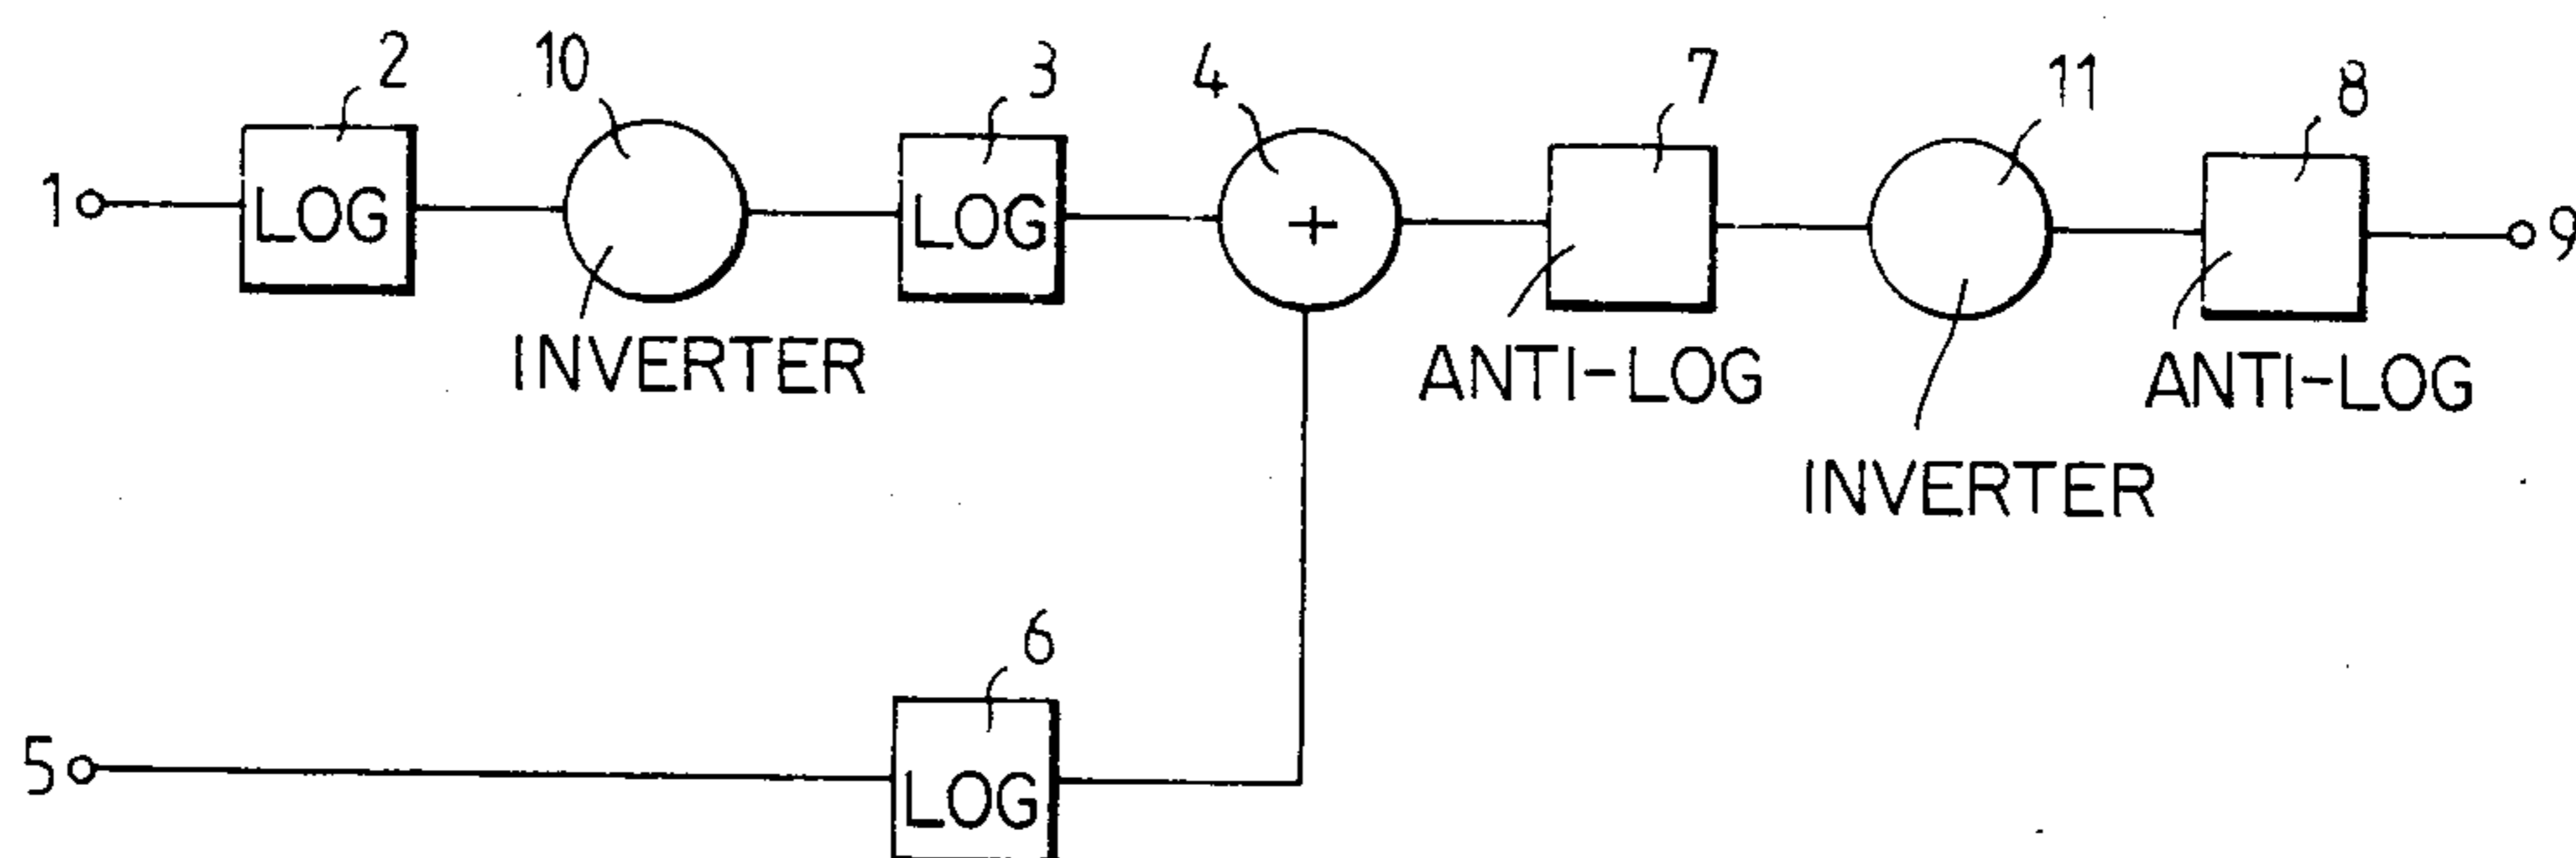 2 10 3 4 7 11 8
1 LOG LOG + 9
INVERTER ANTI-LOG ANTI-LOG
INVERTER
6
5 LOG